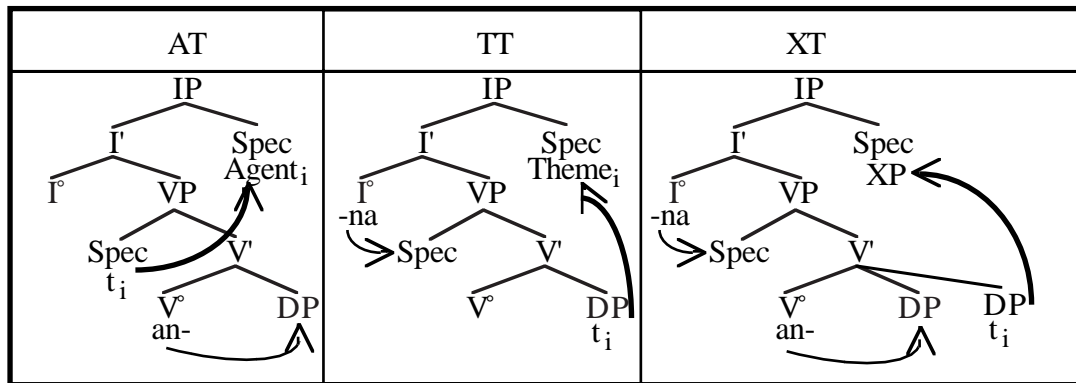 AT TT XT
IP IP IP
I' Spec I' Spec I' Spec
Agent i Theme i XP
I° VP I° VP I° VP
-na -na
Spec V' Spec V' Spec V'
t i
V° DP V° DP V° DP DP
an- t i an- t i